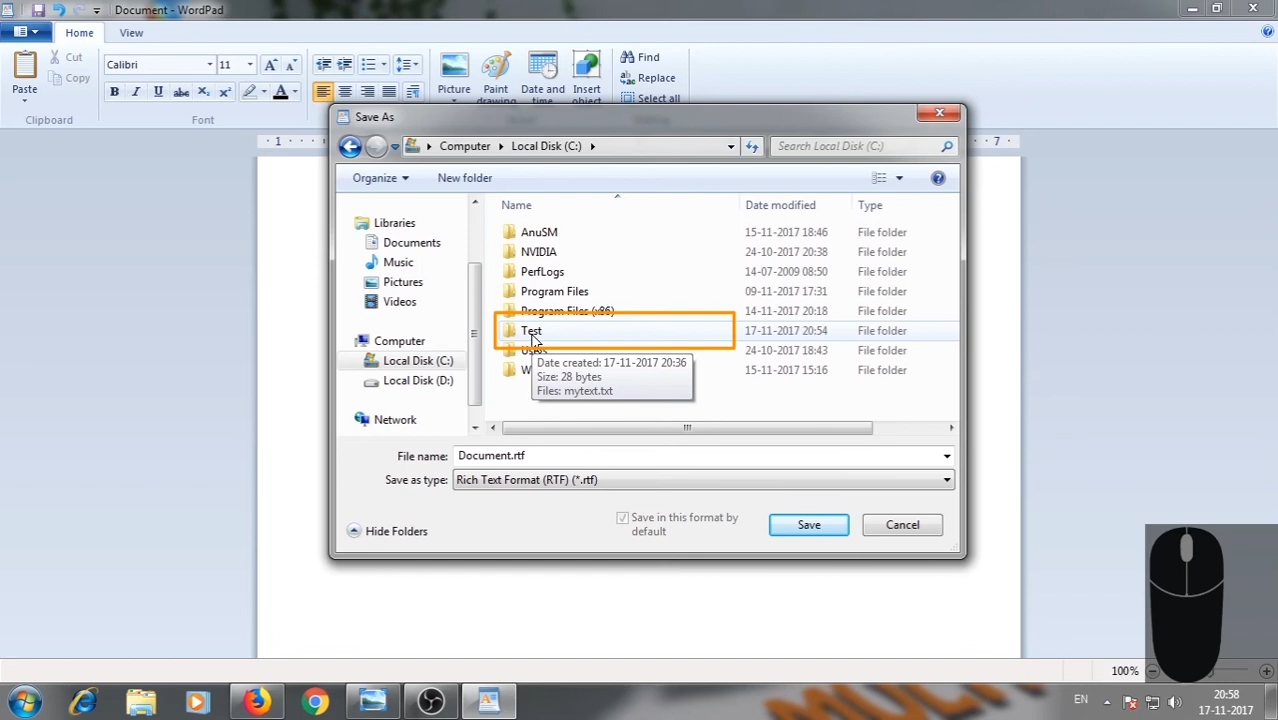 Document - WordPad
Home View
Cut
Copy
Paste
Clipboard
Calibri 11
Font
Picture
Paint drawing
Date and time
Insert object
Find
Replace
Select all
1 7
Save As
Computer Local Disk (C:)
Search Local Disk (C:)
Organize New folder
Name Date modified Type
Libraries
Documents
Music
Pictures
Videos
Computer
Local Disk (C:)
Local Disk (D:)
Network
AnuSM 15-11-2017 18:46 File folder
NVIDIA 24-10-2017 20:38 File folder
PerfLogs 14-07-2009 08:50 File folder
Program Files 09-11-2017 17:31 File folder
Program Files (x86) 14-11-2017 20:18 File folder
Test 17-11-2017 20:54 File folder
Users 24-10-2017 18:43 File folder
W 15-11-2017 15:16 File folder
Date created: 17-11-2017 20:36
Size: 28 bytes
Files: mytext.txt
File name: Document.rtf
Save as type: Rich Text Format (RTF) (*.rtf)
Hide Folders
Save in this format by
default
Save Cancel
100%
EN
20:58
17-11-2017